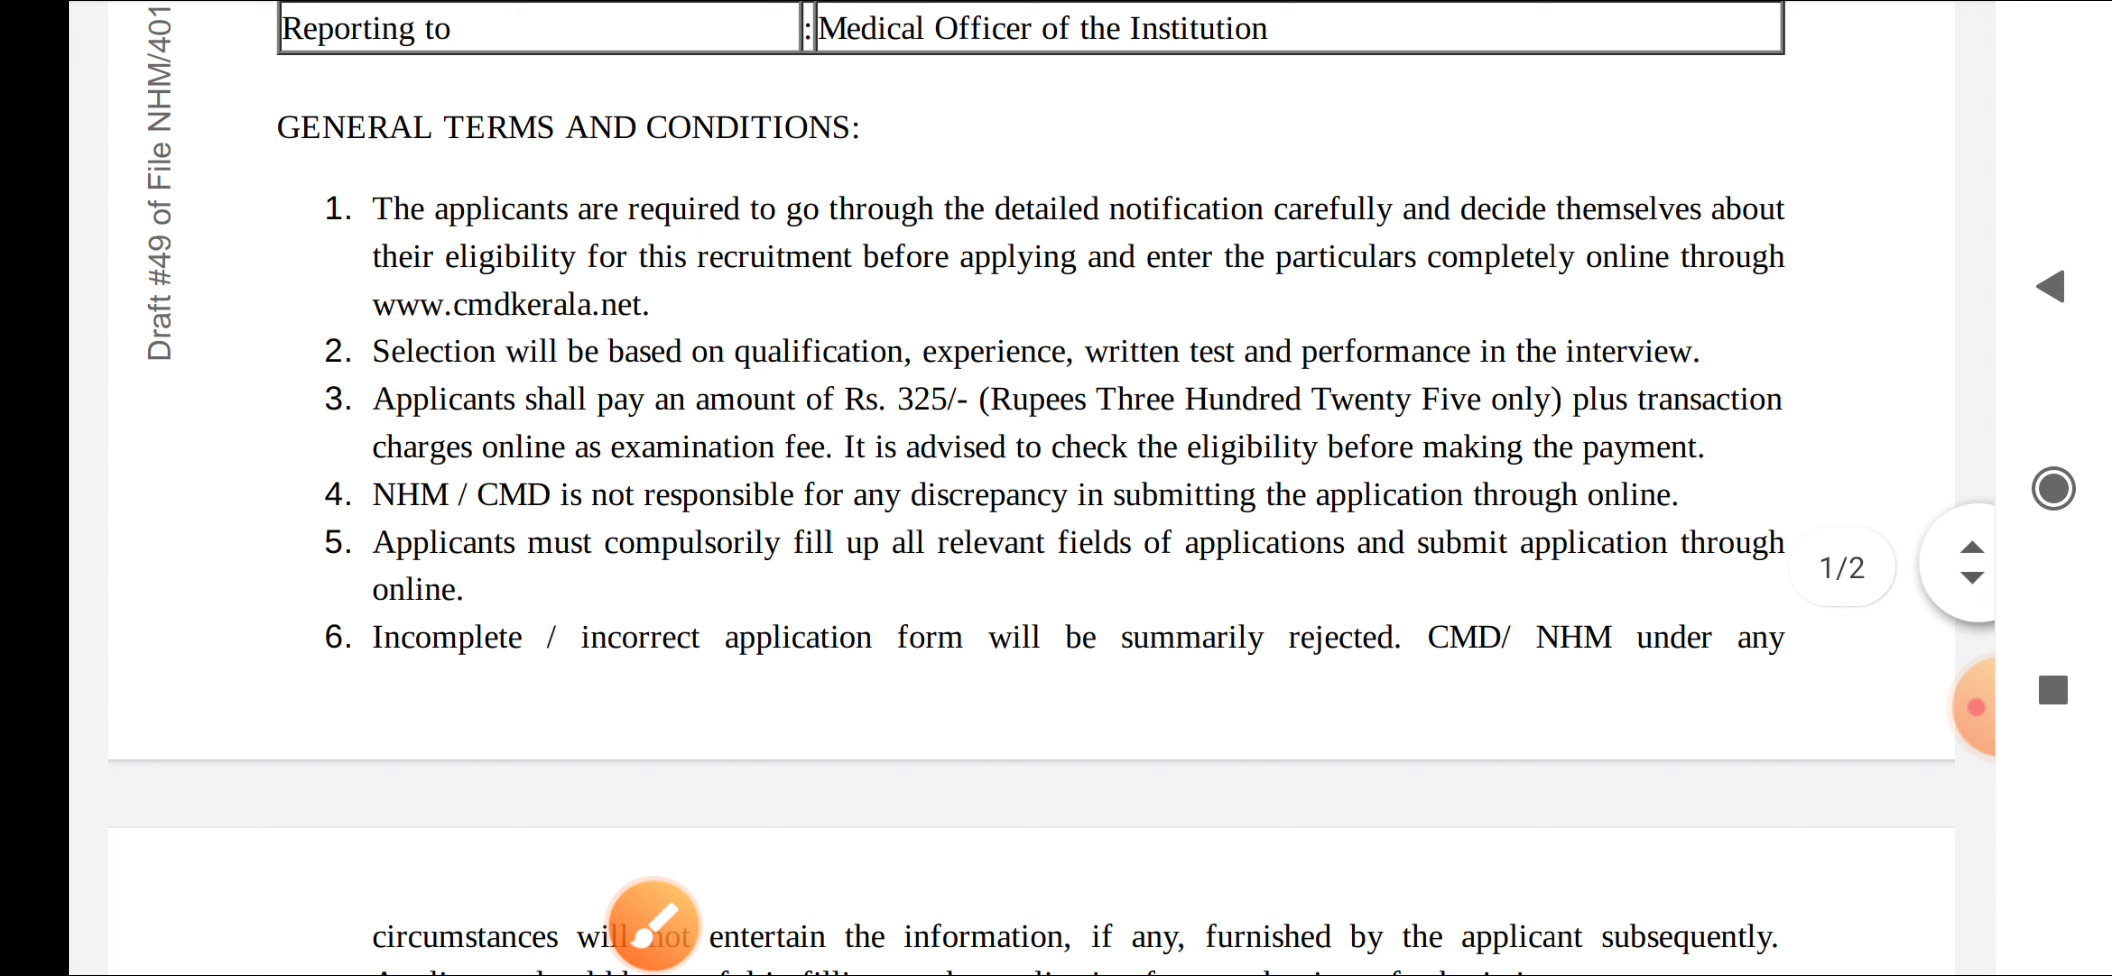 Reporting to : Medical Officer of the Institution
Draft #49 of File NHM/401
GENERAL TERMS AND CONDITIONS:
1. The applicants are required to go through the detailed notification carefully and decide themselves about
their eligibility for this recruitment before applying and enter the particulars completely online through
www.cmdkerala.net.
2. Selection will be based on qualification, experience, written test and performance in the interview.
3. Applicants shall pay an amount of Rs. 325/- (Rupees Three Hundred Twenty Five only) plus transaction
charges online as examination fee. It is advised to check the eligibility before making the payment.
4. NHM / CMD is not responsible for any discrepancy in submitting the application through online.
5. Applicants must compulsorily fill up all relevant fields of applications and submit application through
online.
6. Incomplete / incorrect application form will be summarily rejected. CMD/ NHM under any
1/2
circumstances will not entertain the information, if any, furnished by the applicant subsequently.